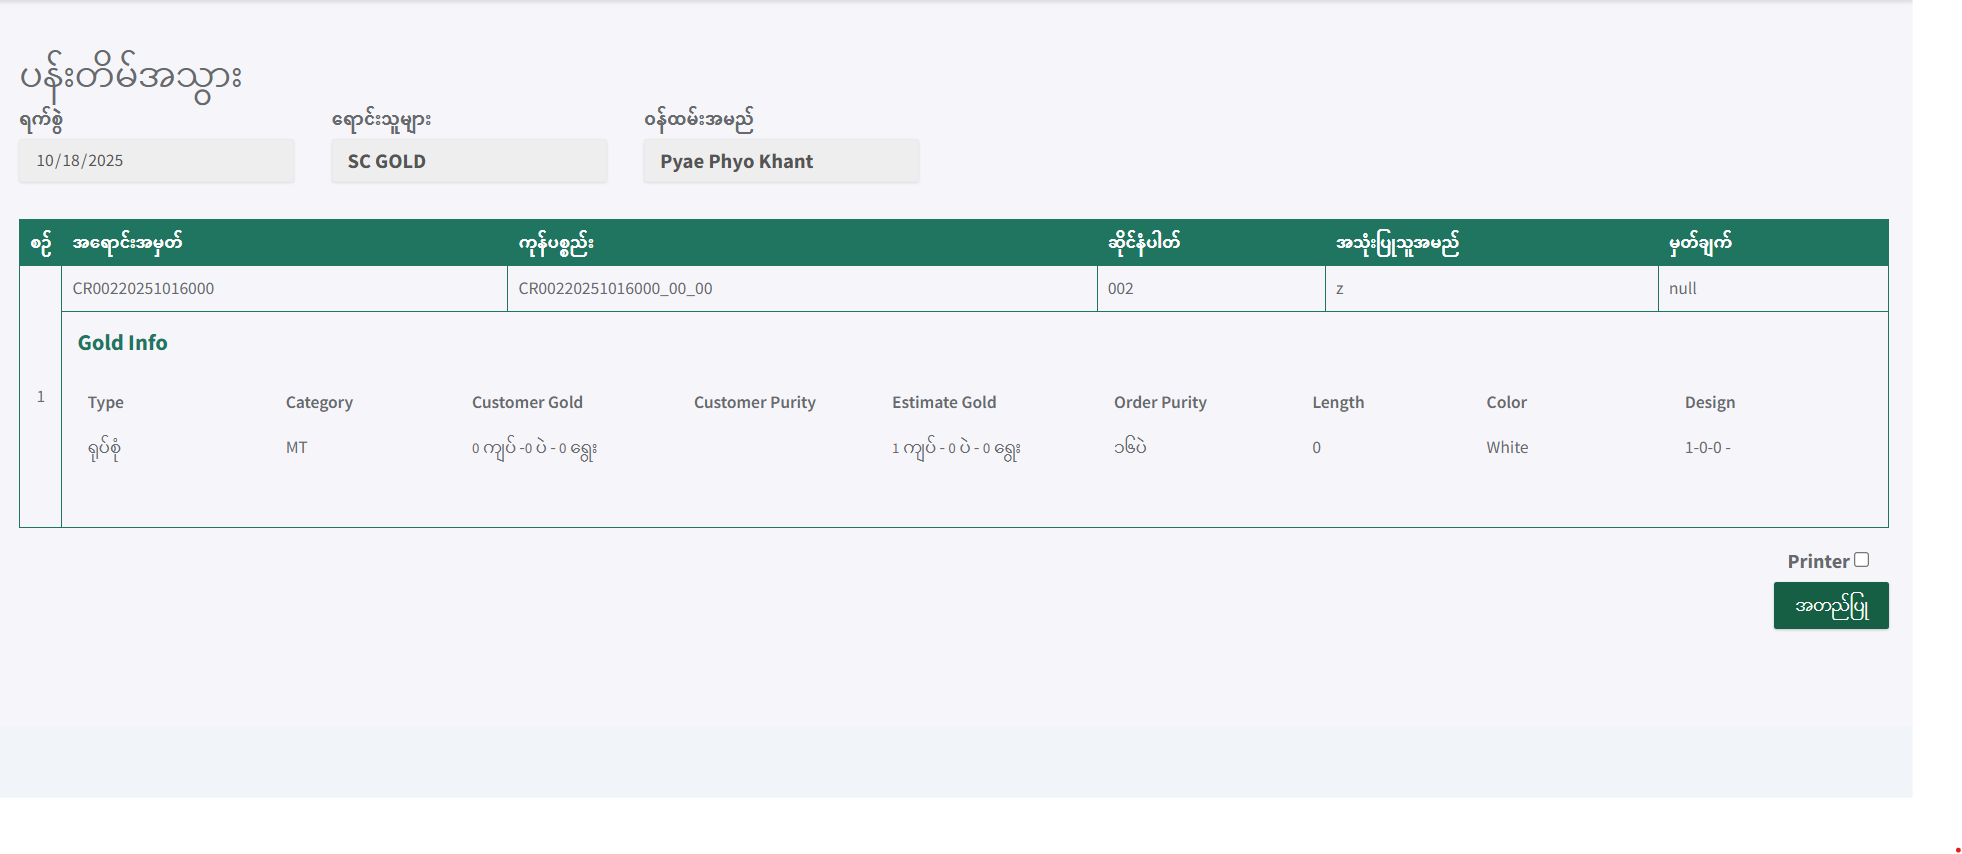 ပန်းတိမ်အသွား
ရက်စွဲ ရောင်းသူများ ဝန်ထမ်းအမည်
10/18/2025 SC GOLD Pyae Phyo Khant
စဉ် အရောင်းအမှတ် ကုန်ပစ္စည်း ဆိုင်နံပါတ် အသုံးပြုသူအမည် မှတ်ချက်
CR00220251016000 CR00220251016000_00_00 002 z null
Gold Info
1
Type Category Customer Gold Customer Purity Estimate Gold Order Purity Length Color Design
ရုပ်စုံ MT 0 ကျပ် -0 ပဲ - 0 ရွေး 1 ကျပ် - 0 ပဲ - 0 ရွေး ၁၆ပဲ 0 White 1-0-0 -
Printer
အတည်ပြု